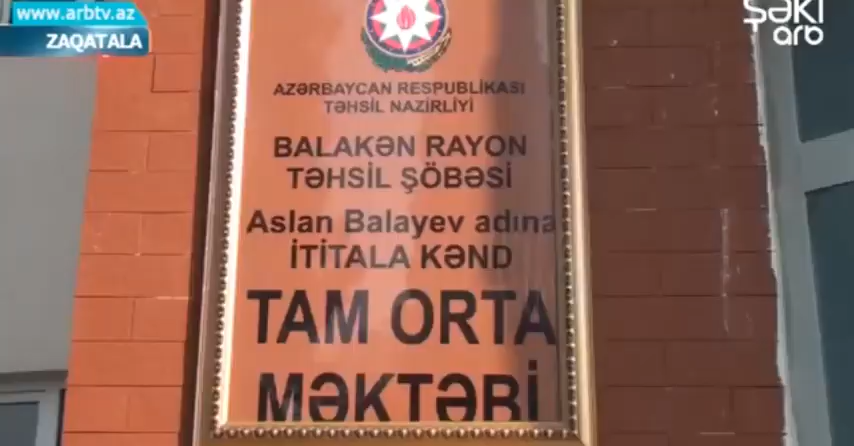 www.arbtv.az
ZAQATALA
ŞƏKİ
arb
AZƏRBAYCAN RESPUBLİKASI
TƏHSİL NAZİRLİYİ
BALAKƏN RAYON
TƏHSİL ŞÖBƏSİ
Aslan Balayev adına
İTİTALA KƏND
TAM ORTA
MƏKTƏBİ